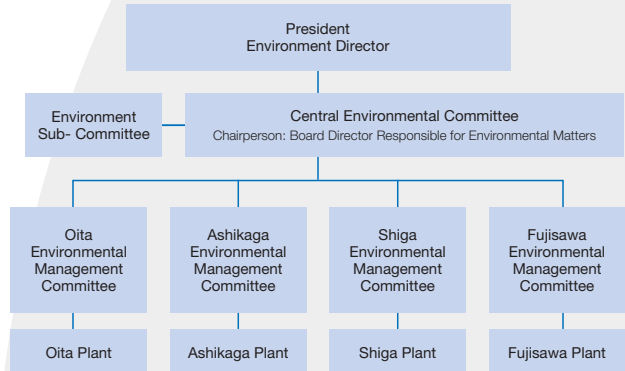 President
Environment Director
Environment
Sub- Committee
Central Environmental Committee
Chairperson: Board Director Responsible for Environmental Matters
Oita
Environmental
Management
Committee
Ashikaga
Environmental
Management
Committee
Shiga
Environmental
Management
Committee
Fujisawa
Environmental
Management
Committee
Oita Plant
Ashikaga Plant
Shiga Plant
Fujisawa Plant